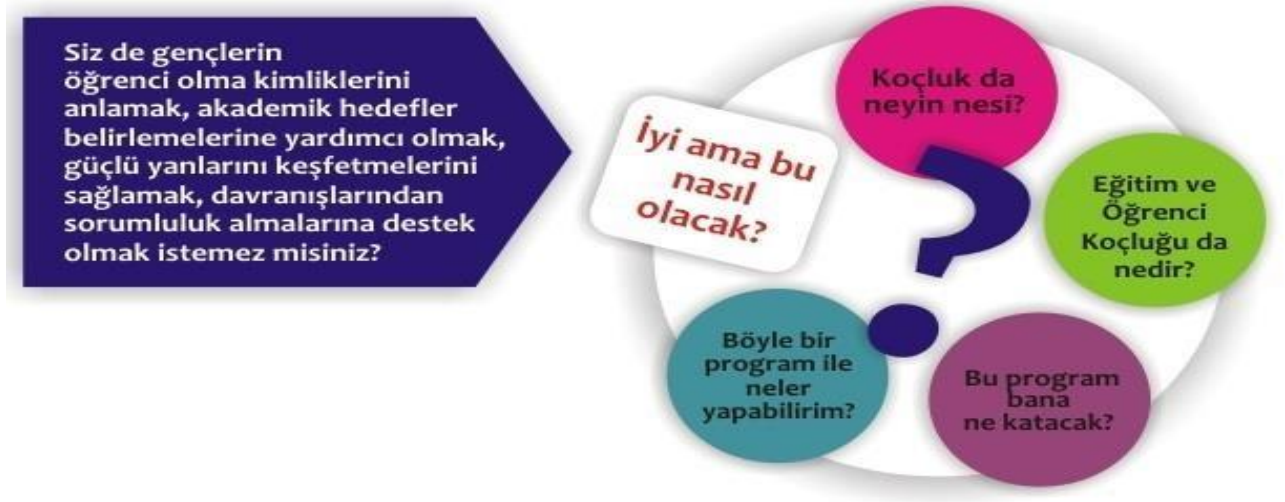 Siz de gençlerin
öğrenci olma kimliklerini
anlamak, akademik hedefler
belirlemelerine yardımcı olmak,
güçlü yanlarını keşfetmelerini
sağlamak, davranışlarından
sorumluluk almalarına destek
olmak istemez misiniz?
İyi ama bu
nasıl
olacak?
Koçluk da
neyin nesi?
Eğitim ve
Öğrenci
Koçluğu da
nedir?
Bu program
bana
ne katacak?
Böyle bir
program ile
neler
yapabilirim?
?